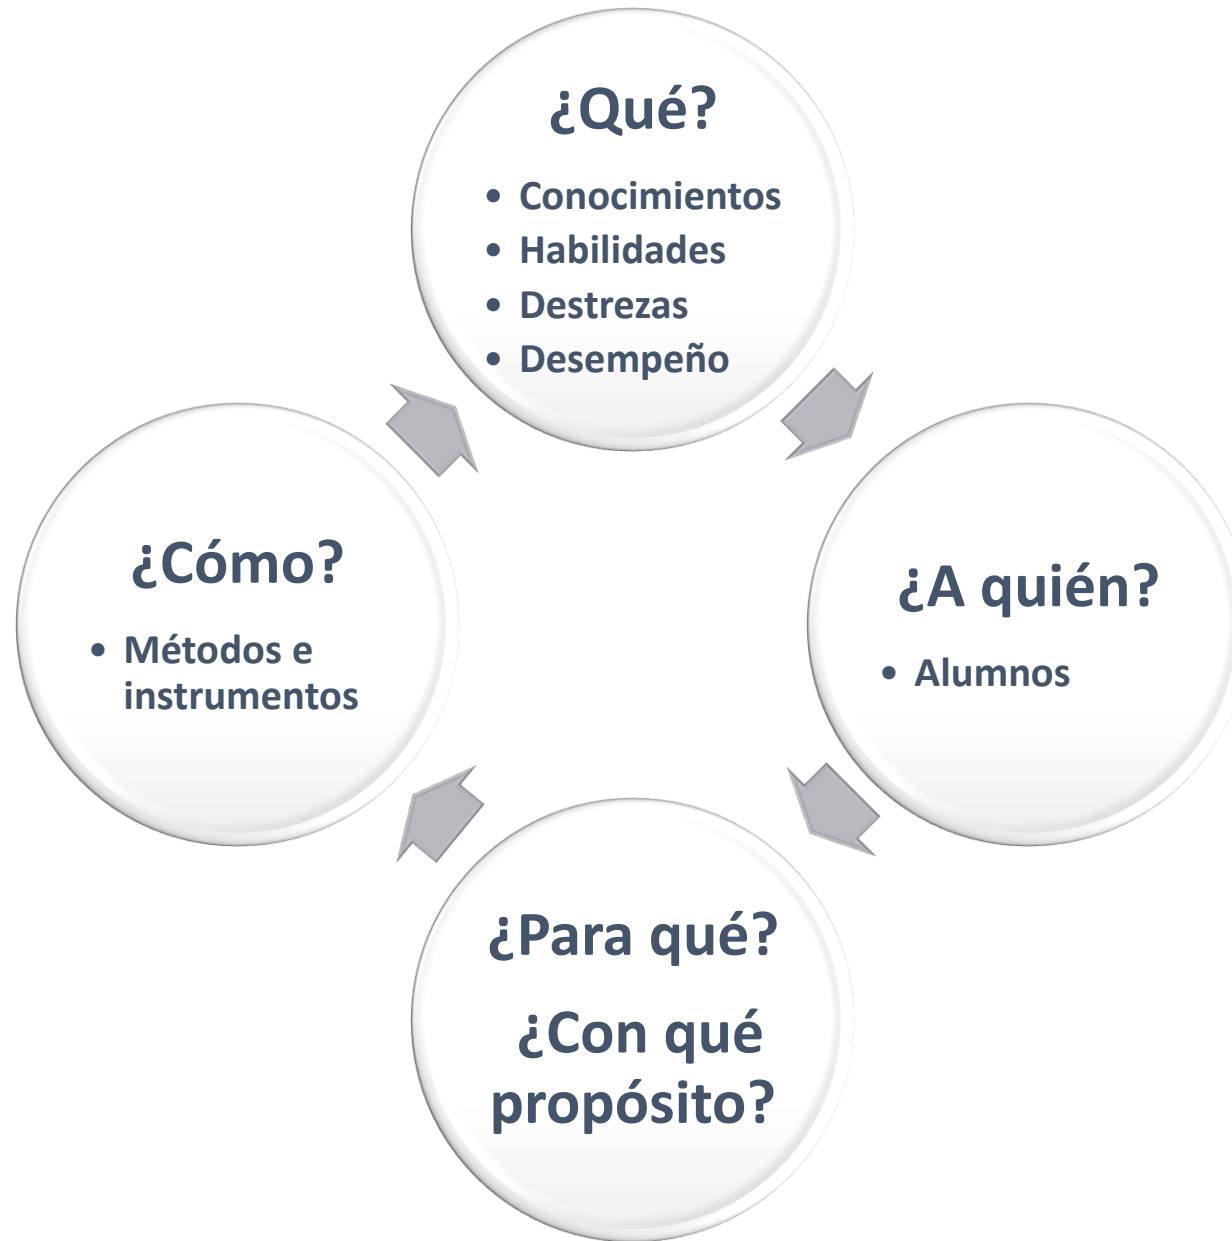 ¿Qué?
• Conocimientos
• Habilidades
• Destrezas
• Desempeño
¿A quién?
• Alumnos
¿Para qué?
¿Con qué
propósito?
¿Cómo?
• Métodos e
instrumentos